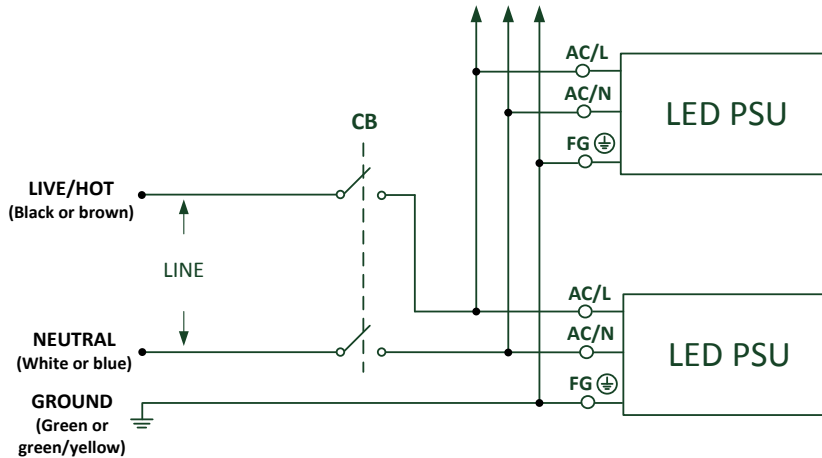 AC/L
AC/N
FG
LED PSU
CB
LIVE/HOT
(Black or brown)
LINE
NEUTRAL
(White or blue)
GROUND
(Green or
green/yellow)
AC/L
AC/N
FG
LED PSU